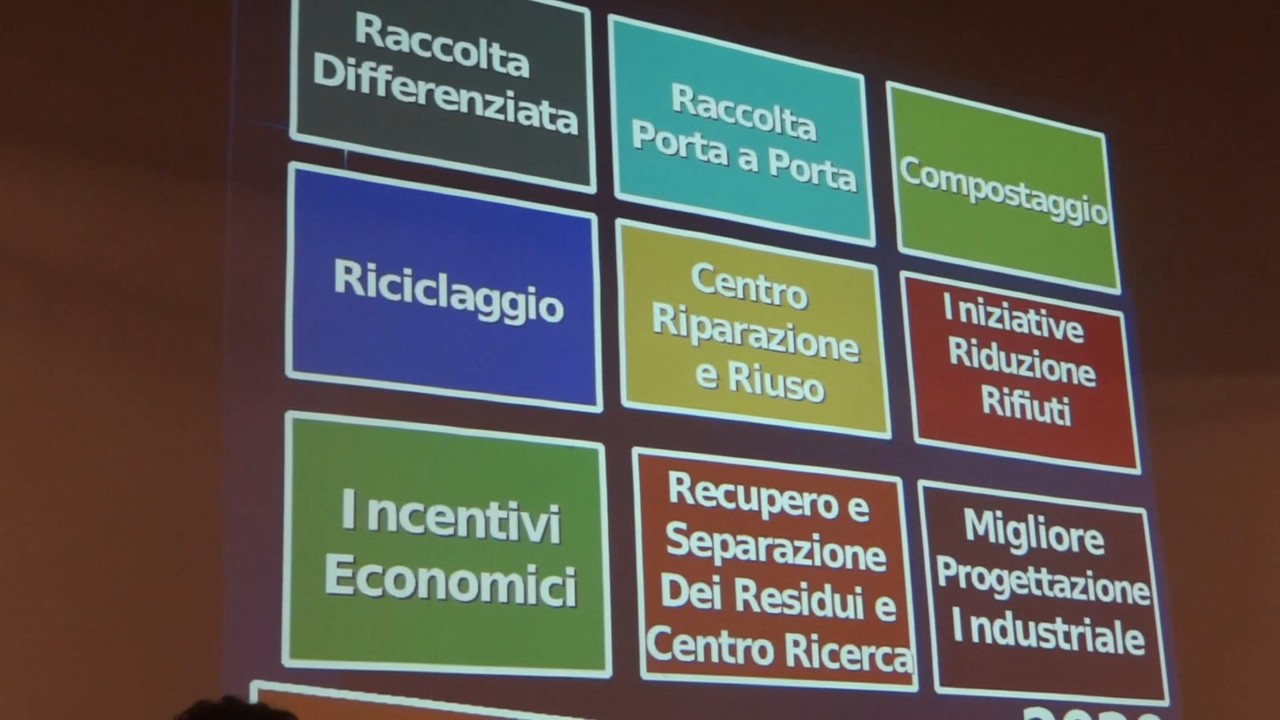 Raccolta
Differenziata
Raccolta
Porta a Porta
Compostaggio
Riciclaggio
Centro
Riparazione
e Riuso
Iniziative
Riduzione
Rifiuti
Incentivi
Economici
Recupero e
Separazione
Dei Residui e
Centro Ricerca
Migliore
Progettazione
Industriale